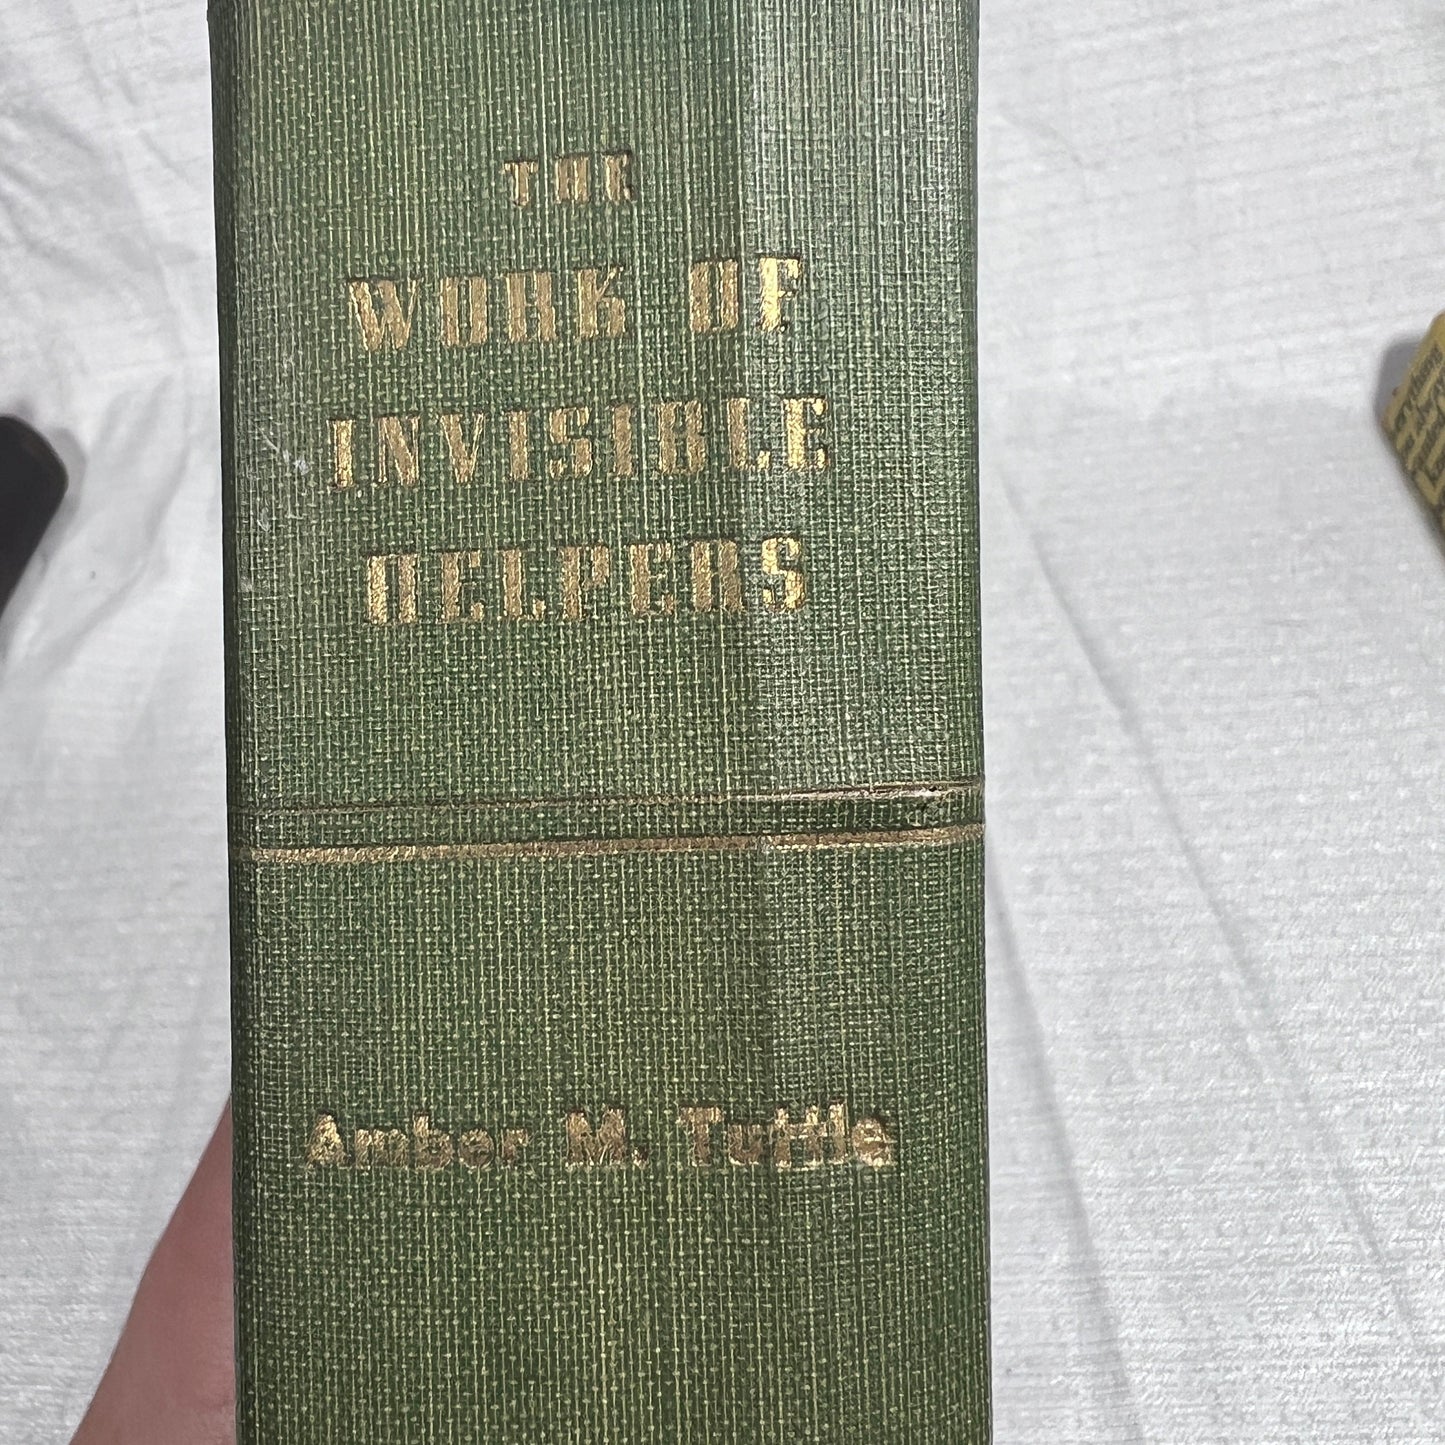 THE
WORK OF
INVISIBLE
HELPERS
Amber M. Tuttle